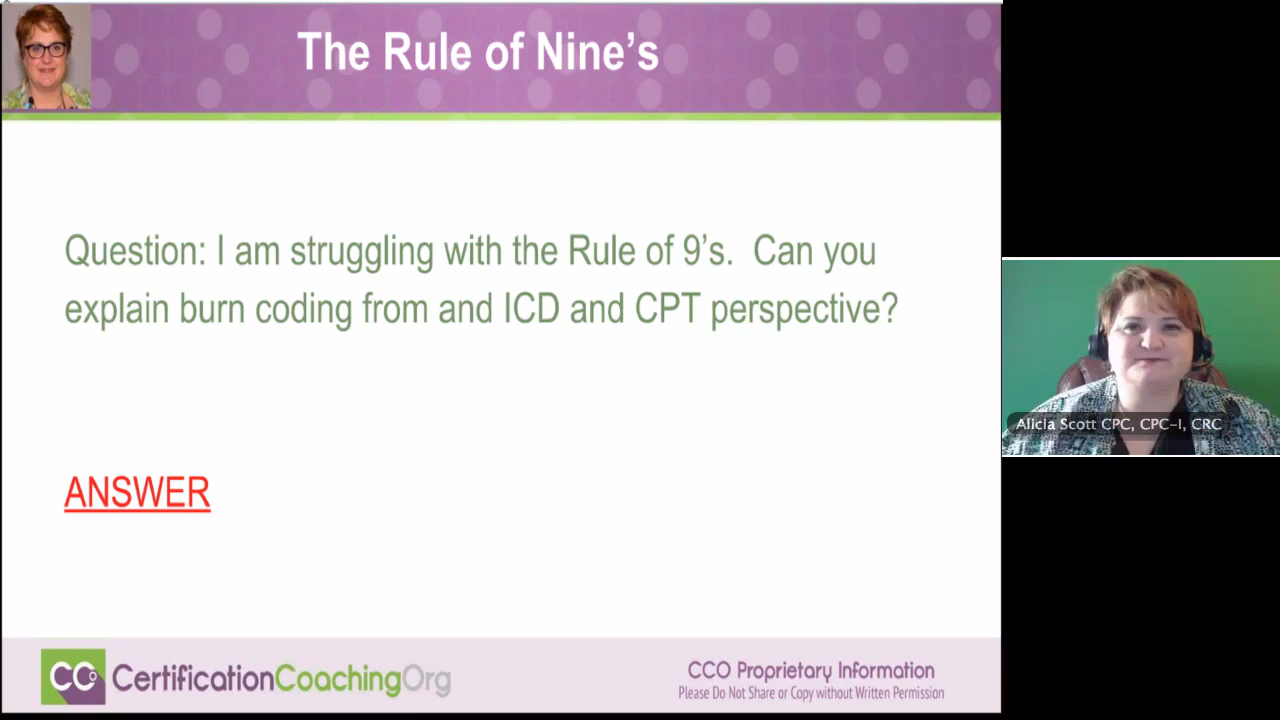 The Rule of Nine's
Question: I am struggling with the Rule of 9's. Can you
explain burn coding from and ICD and CPT perspective?
ANSWER
Alicia Scott CPC, CPC-I, CRC
CC CertificationCoachingOrg
CCO Proprietary Information
Please Do Not Share or Copy without Written Permission